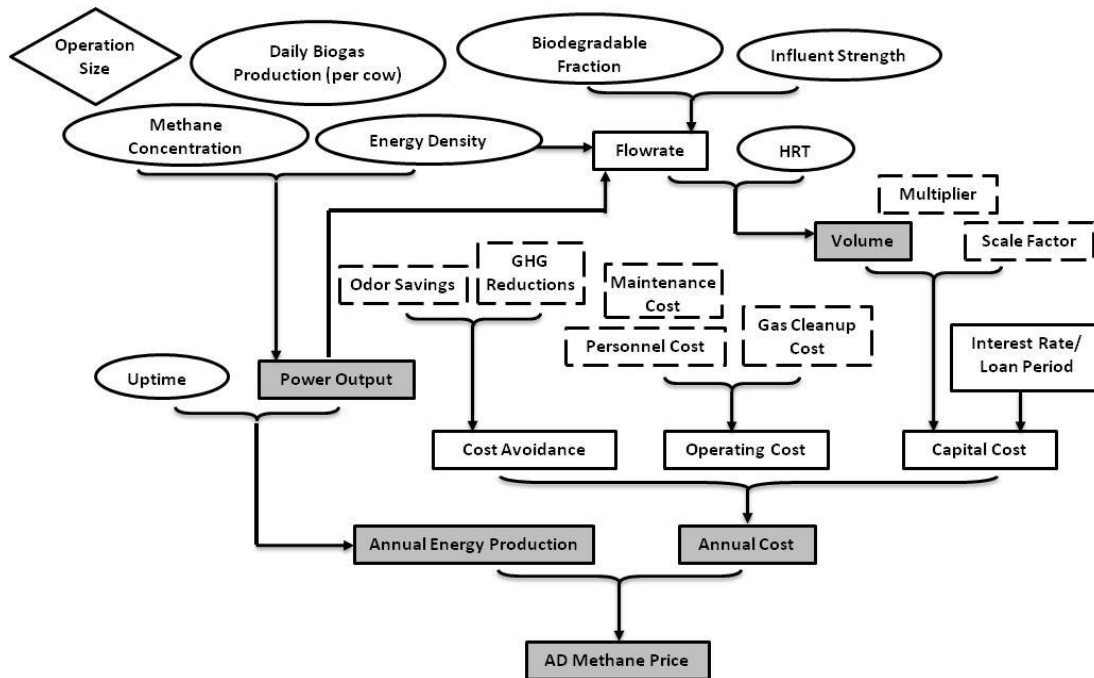 Operation
Size
Daily Biogas
Production (per cow)
Biodegradable
Fraction
Influent Strength
Methane
Concentration
Energy Density
Flowrate
HRT
Multiplier
Volume
Scale Factor
Odor Savings
GHG
Reductions
Maintenance
Cost
Personnel Cost
Gas Cleanup
Cost
Interest Rate/
Loan Period
Uptime
Power Output
Cost Avoidance
Operating Cost
Capital Cost
Annual Energy Production
Annual Cost
AD Methane Price